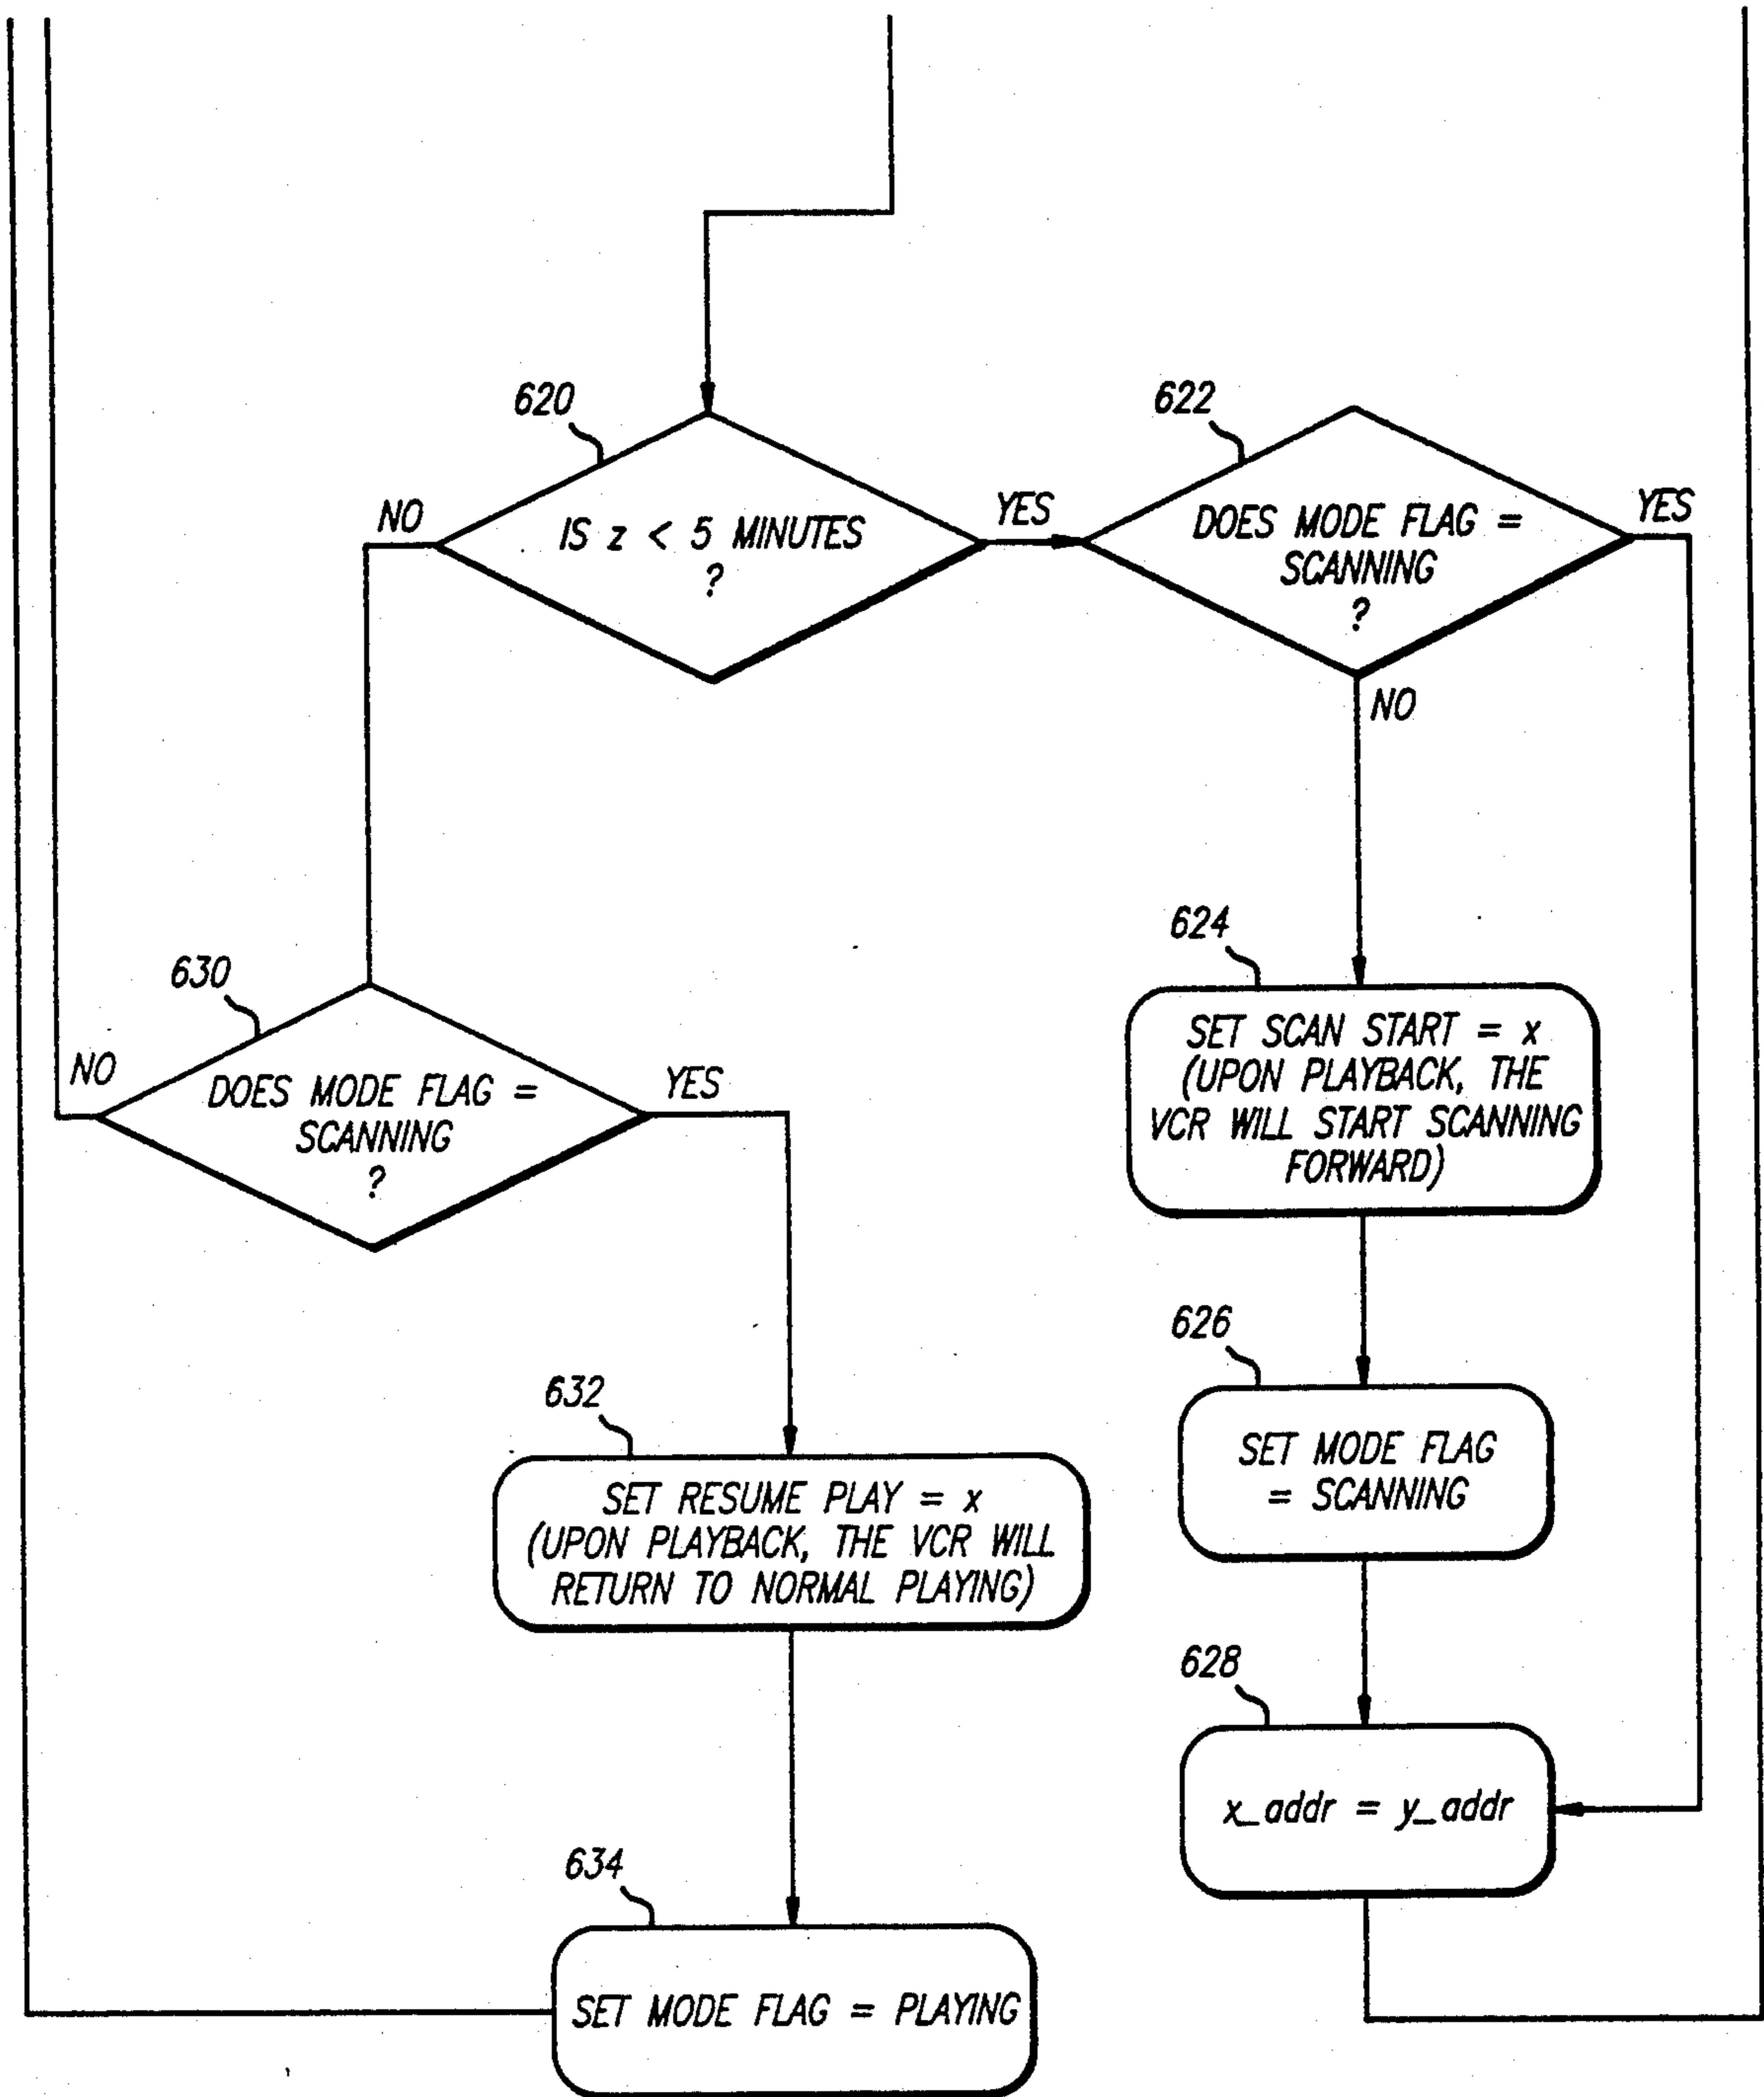 620
622
NO
IS z < 5 MINUTES
?
YES
DOES MODE FLAG =
SCANNING
?
YES
NO
630
NO
DOES MODE FLAG =
SCANNING
?
YES
624
SET SCAN START = x
(UPON PLAYBACK, THE
VCR WILL START SCANNING
FORWARD)
626
SET MODE FLAG
= SCANNING
632
SET RESUME PLAY = x
(UPON PLAYBACK, THE VCR WILL
RETURN TO NORMAL PLAYING)
628
x_addr = y_addr
634
SET MODE FLAG = PLAYING